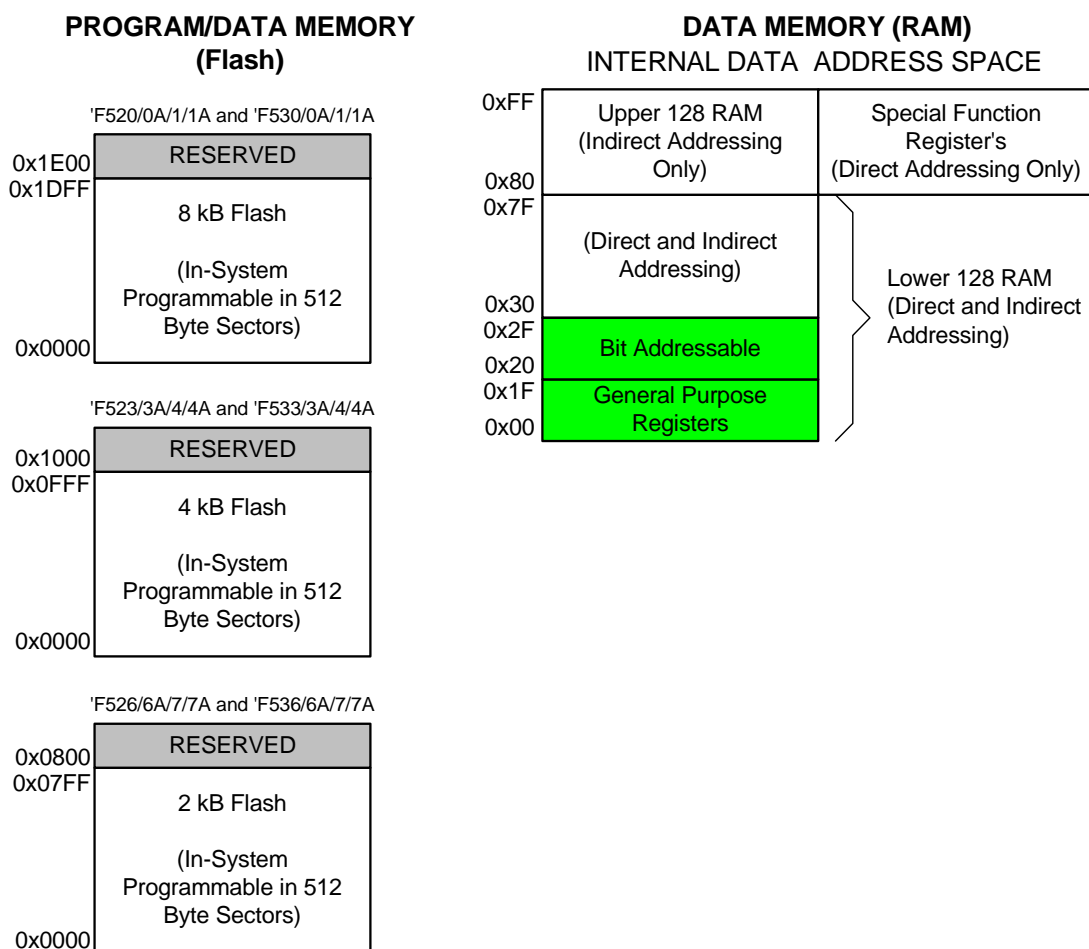 PROGRAM/DATA MEMORY
(Flash)
'F520/0A/1/1A and 'F530/0A/1/1A
RESERVED
0x1E00
0x1DFF
8 kB Flash
(In-System
Programmable in 512
Byte Sectors)
0x0000
'F523/3A/4/4A and 'F533/3A/4/4A
RESERVED
0x1000
0x0FFF
4 kB Flash
(In-System
Programmable in 512
Byte Sectors)
0x0000
'F526/6A/7/7A and 'F536/6A/7/7A
RESERVED
0x0800
0x07FF
2 kB Flash
(In-System
Programmable in 512
Byte Sectors)
0x0000
DATA MEMORY (RAM)
INTERNAL DATA ADDRESS SPACE
0xFF
Upper 128 RAM
(Indirect Addressing
Only)
0x80
Special Function
Register's
(Direct Addressing Only)
0x7F
(Direct and Indirect
Addressing)
0x30
Lower 128 RAM
(Direct and Indirect
Addressing)
0x2F
Bit Addressable
0x20
0x1F
General Purpose
Registers
0x00